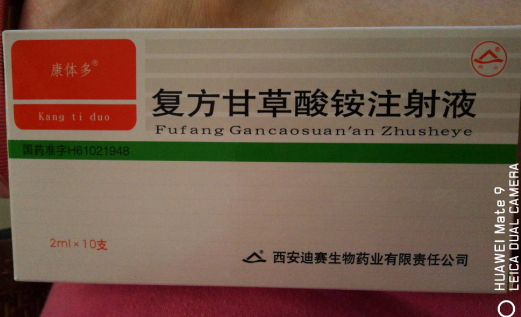 康体多®
Kang ti duo
复方甘草酸铵注射液
Fufang Gancaosuan'an Zhusheye
国药准字H61021948
2ml×10支
西安迪赛生物药业有限责任公司
HUAWEI Mate 9
LEICA DUAL CAMERA